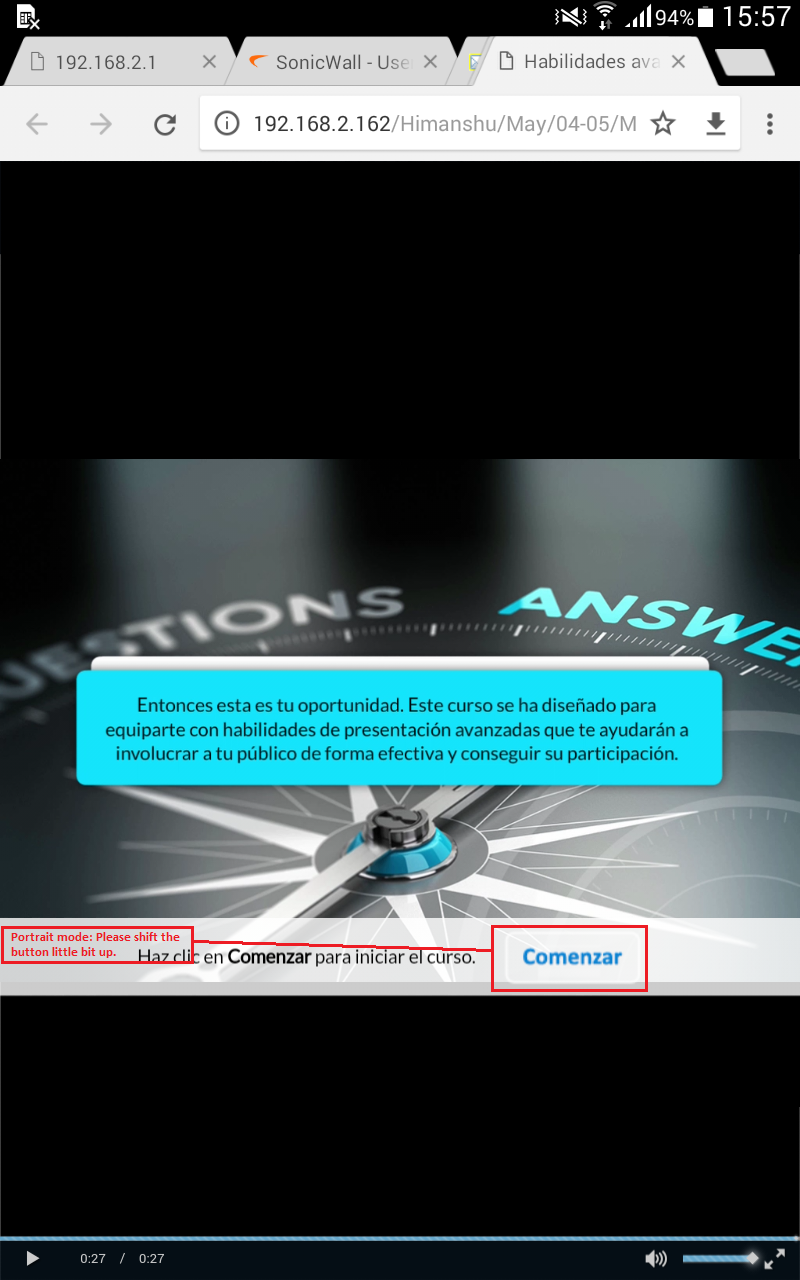 94% 15:57
192.168.2.1
SonicWall - Use
Habilidades ava
192.168.2.162/Himanshu/May/04-05/M
UESTIONS
ANSWE
Entonces esta es tu oportunidad. Este curso se ha diseñado para
equiparte con habilidades de presentación avanzadas que te ayudarán a
involucrar a tu público de forma efectiva y conseguir su participación.
Portrait mode: Please shift the
button little bit up.
Haz clic en Comenzar para iniciar el curso.
Comenzar
0:27 / 0:27